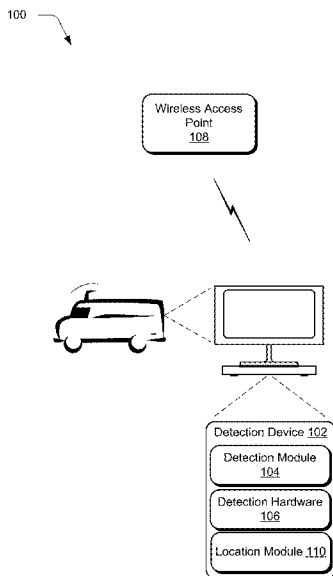 100
Wireless Access
Point
108
Detection Device 102
Detection Module
104
Detection Hardware
106
Location Module 110